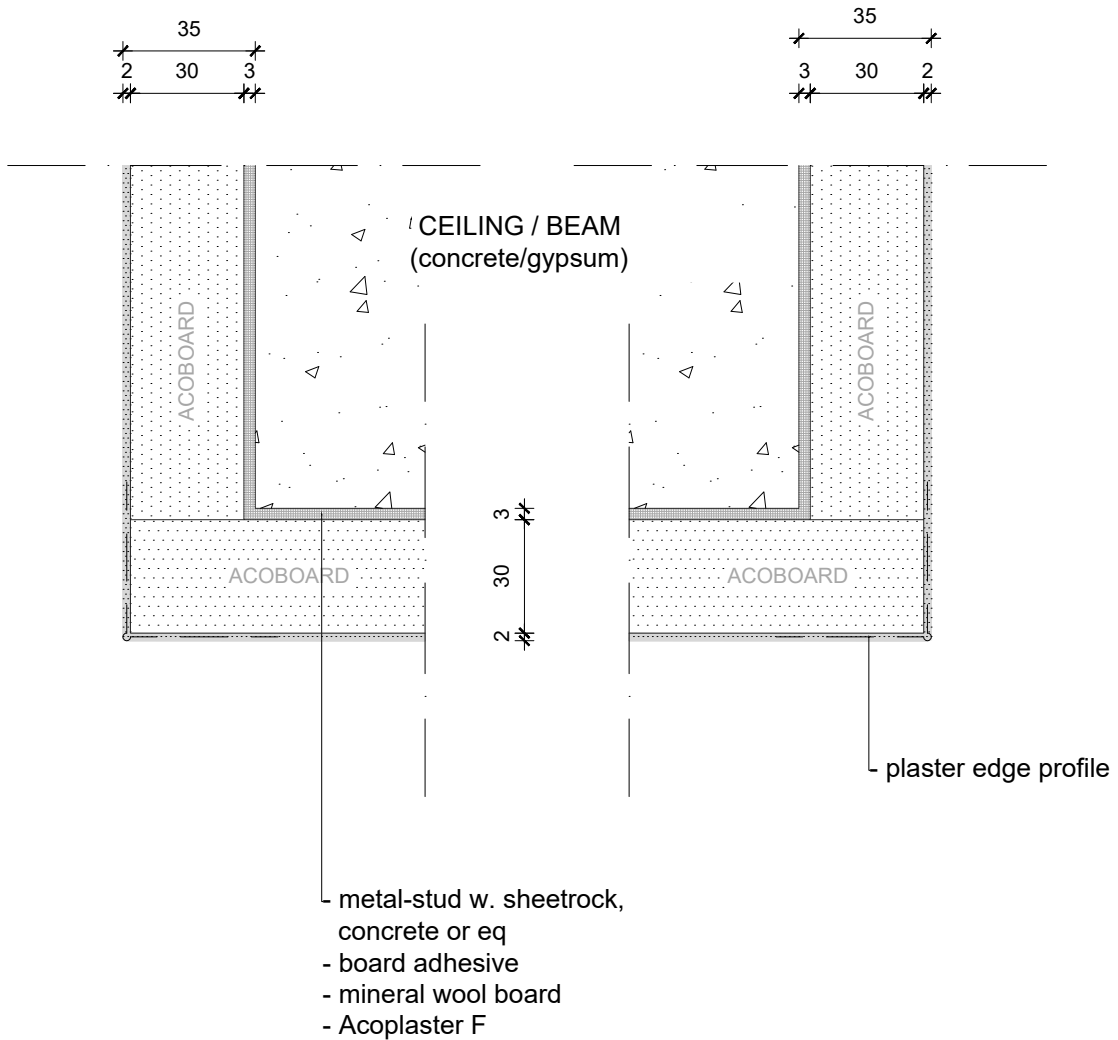 35
35
2 30 3
3 30 2
CEILING / BEAM
(concrete/gypsum)
ACOBOARD
ACOBOARD
3
30
2
ACOBOARD
ACOBOARD
- plaster edge profile
- metal-stud w. sheetrock,
concrete or eq
- board adhesive
- mineral wool board
- Acoplaster F